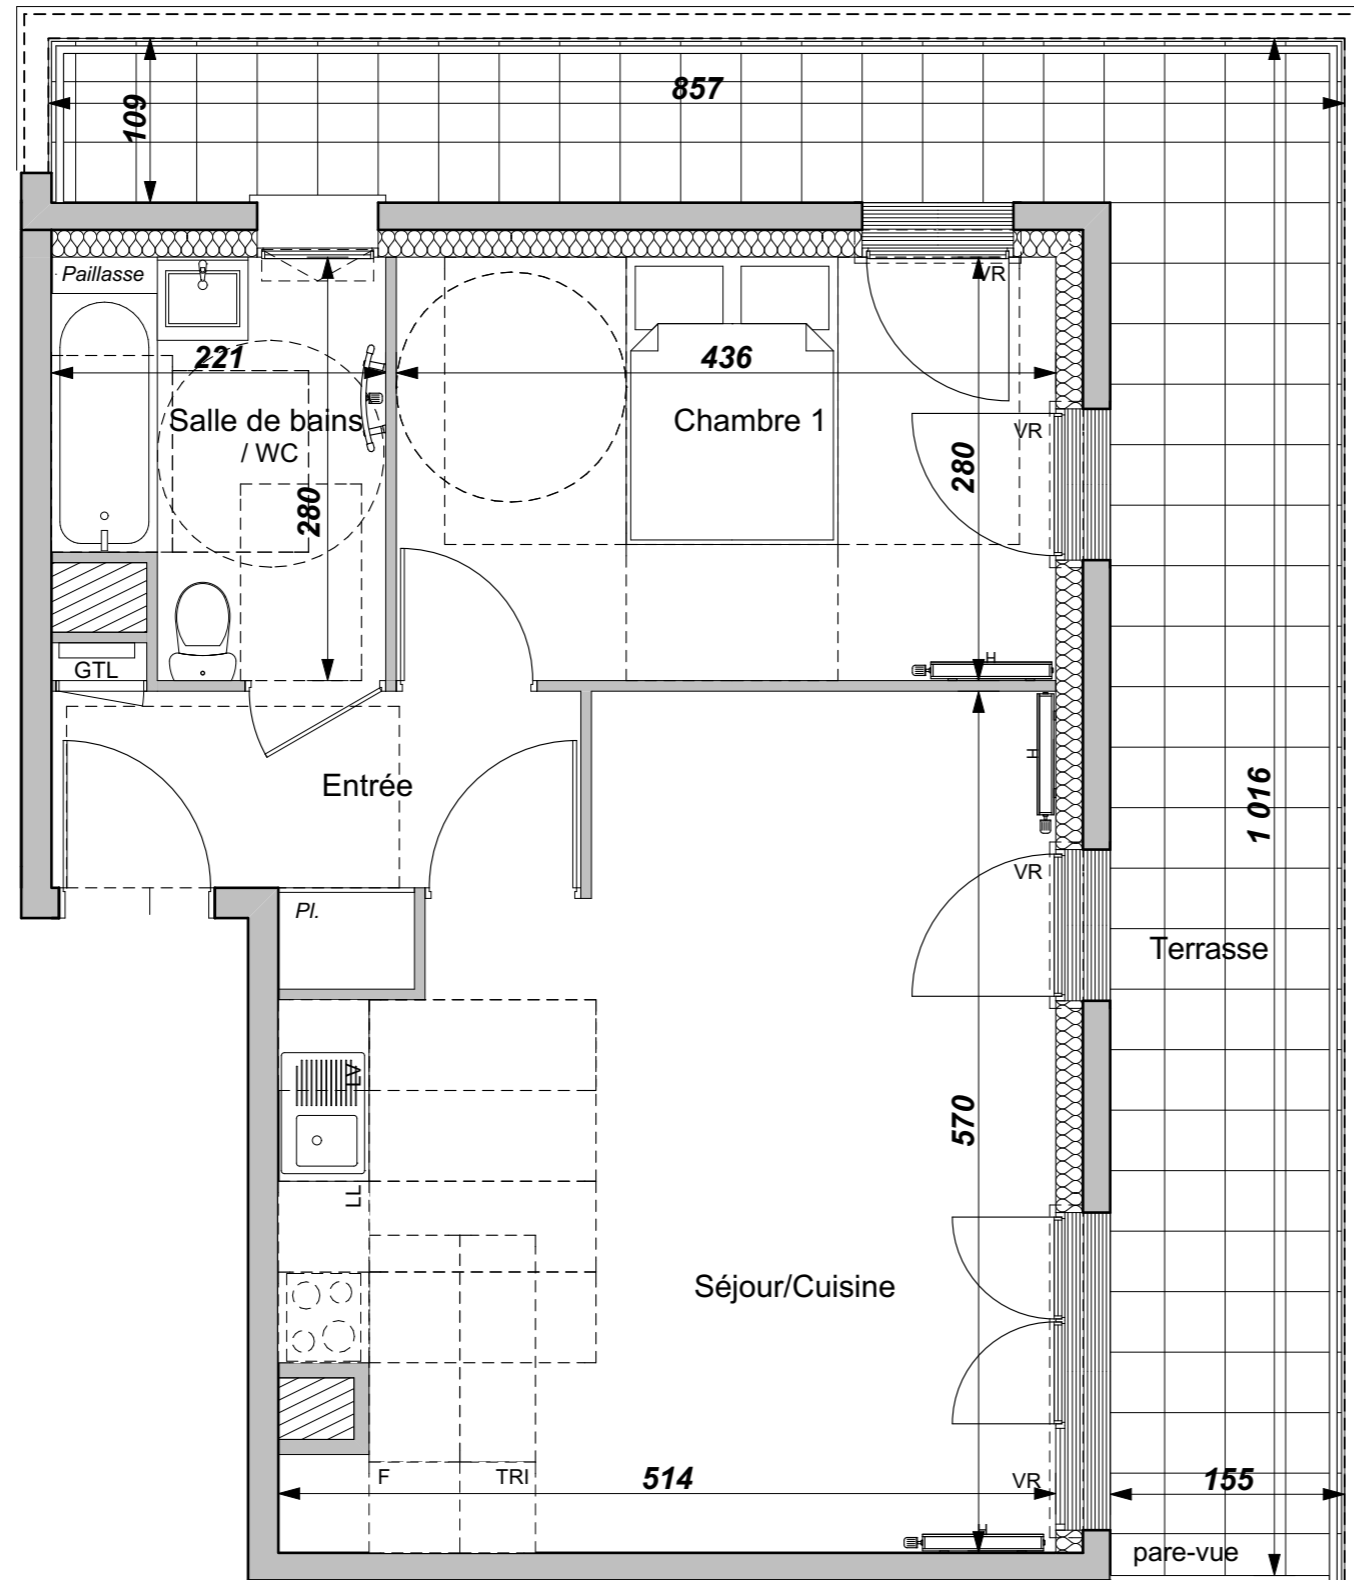 857
109
Paillasse
VR
221
436
Salle de bains
/ WC
Chambre 1
VR
280
280
GTL
H
Entrée
H
1 016
VR
Pl.
Terrasse
LV
570
LL
Séjour/Cuisine
F
TRI
514
VR
155
H
pare-vue